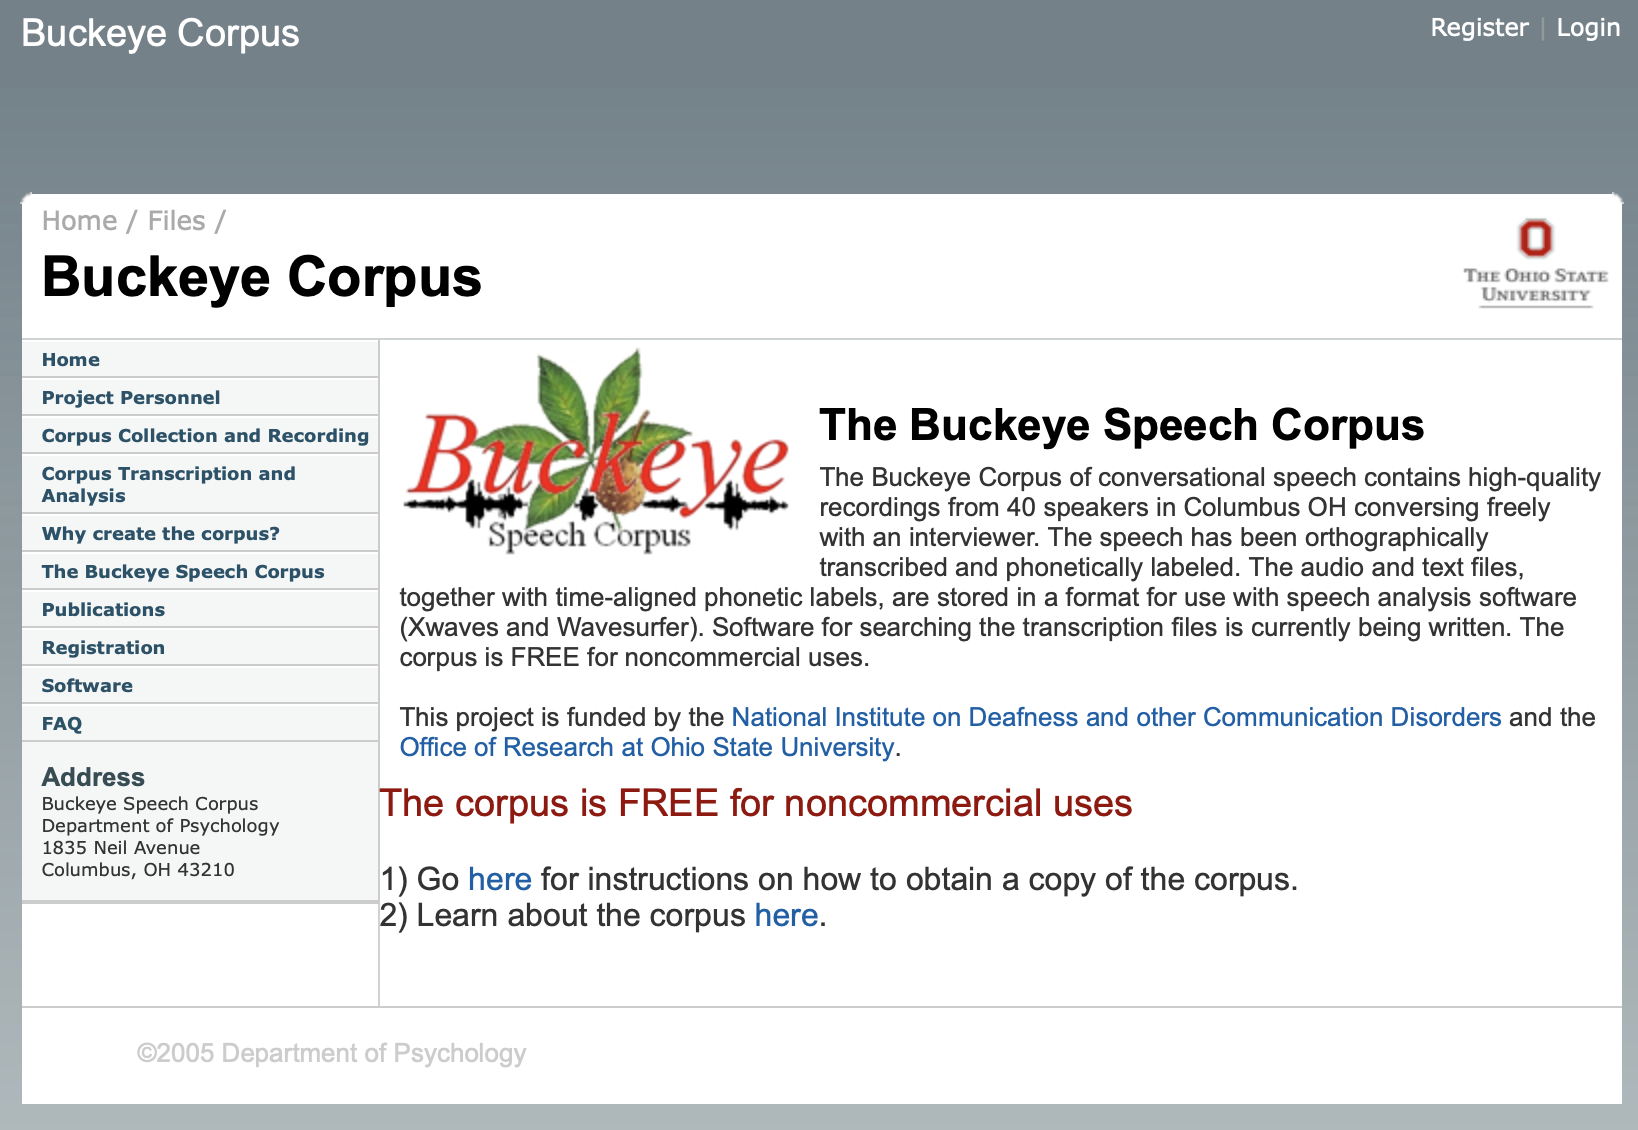 Buckeye Corpus
Register | Login
Home / Files /
Buckeye Corpus
THE OHIO STATE
UNIVERSITY
Home
Project Personnel
Corpus Collection and Recording
Corpus Transcription and
Analysis
Why create the corpus?
The Buckeye Speech Corpus
Publications
Registration
Software
FAQ
Address
Buckeye Speech Corpus
Department of Psychology
1835 Neil Avenue
Columbus, OH 43210
Buckeye
Speech Corpus
The Buckeye Speech Corpus
The Buckeye Corpus of conversational speech contains high-quality
recordings from 40 speakers in Columbus OH conversing freely
with an interviewer. The speech has been orthographically
transcribed and phonetically labeled. The audio and text files,
together with time-aligned phonetic labels, are stored in a format for use with speech analysis software
(Xwaves and Wavesurfer). Software for searching the transcription files is currently being written. The
corpus is FREE for noncommercial uses.
This project is funded by the National Institute on Deafness and other Communication Disorders and the
Office of Research at Ohio State University.
The corpus is FREE for noncommercial uses
1) Go here for instructions on how to obtain a copy of the corpus.
2) Learn about the corpus here.
©2005 Department of Psychology